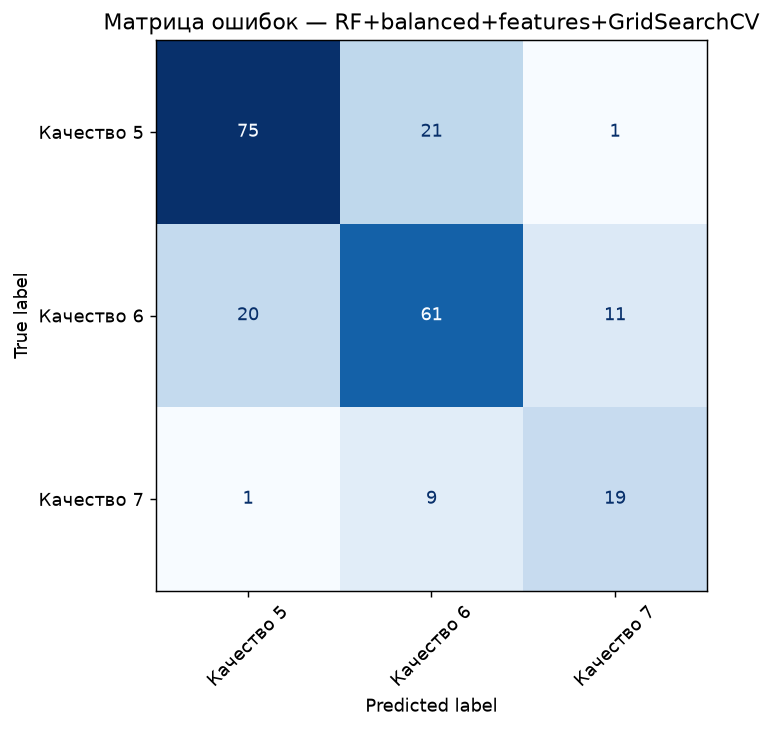 Матрица ошибок — RF+balanced+features+GridSearchCV
True label
Качество 5
75 21 1
Качество 6
20 61 11
Качество 7
1 9 19
Качество 5 Качество 6 Качество 7
Predicted label